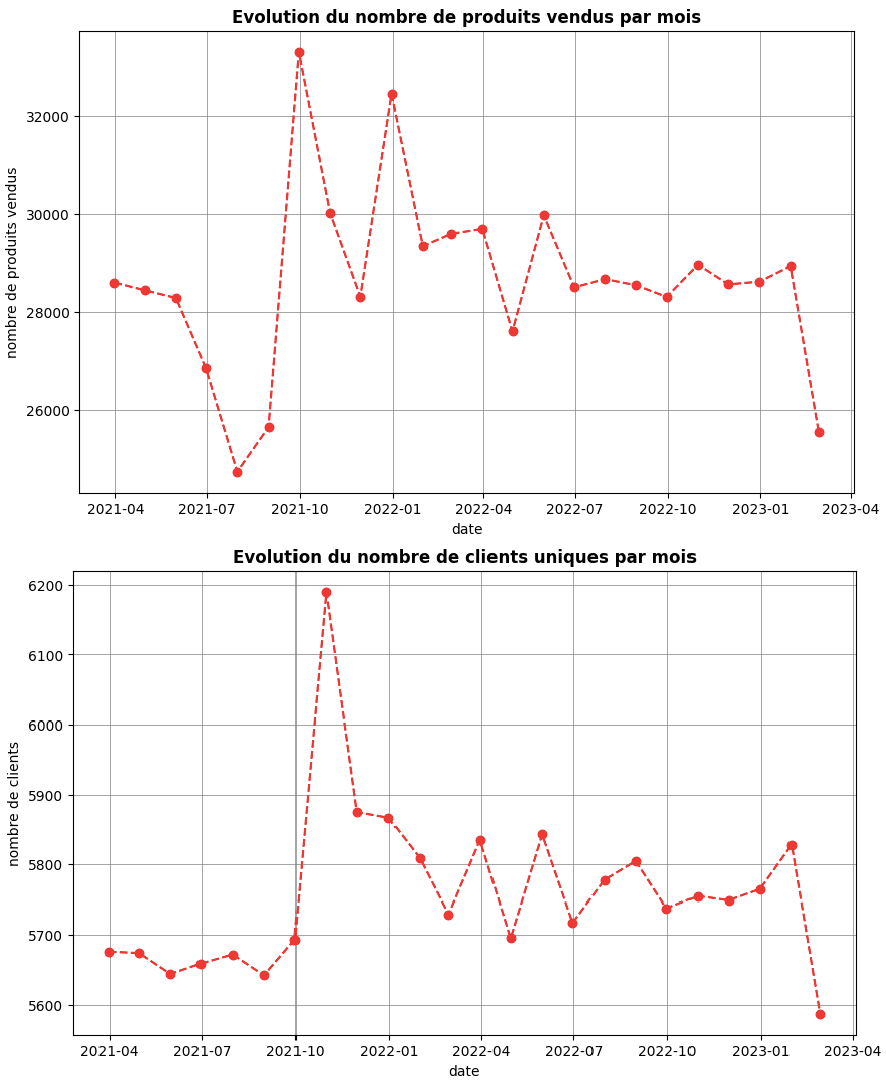 Evolution du nombre de produits vendus par mois
nombre de produits vendus
32000
30000
28000
26000
2021-04 2021-07 2021-10 2022-01 2022-04 2022-07 2022-10 2023-01 2023-04
date
Evolution du nombre de clients uniques par mois
nombre de clients
6200
6100
6000
5900
5800
5700
5600
2021-04 2021-07 2021-10 2022-01 2022-04 2022-07 2022-10 2023-01 2023-04
date